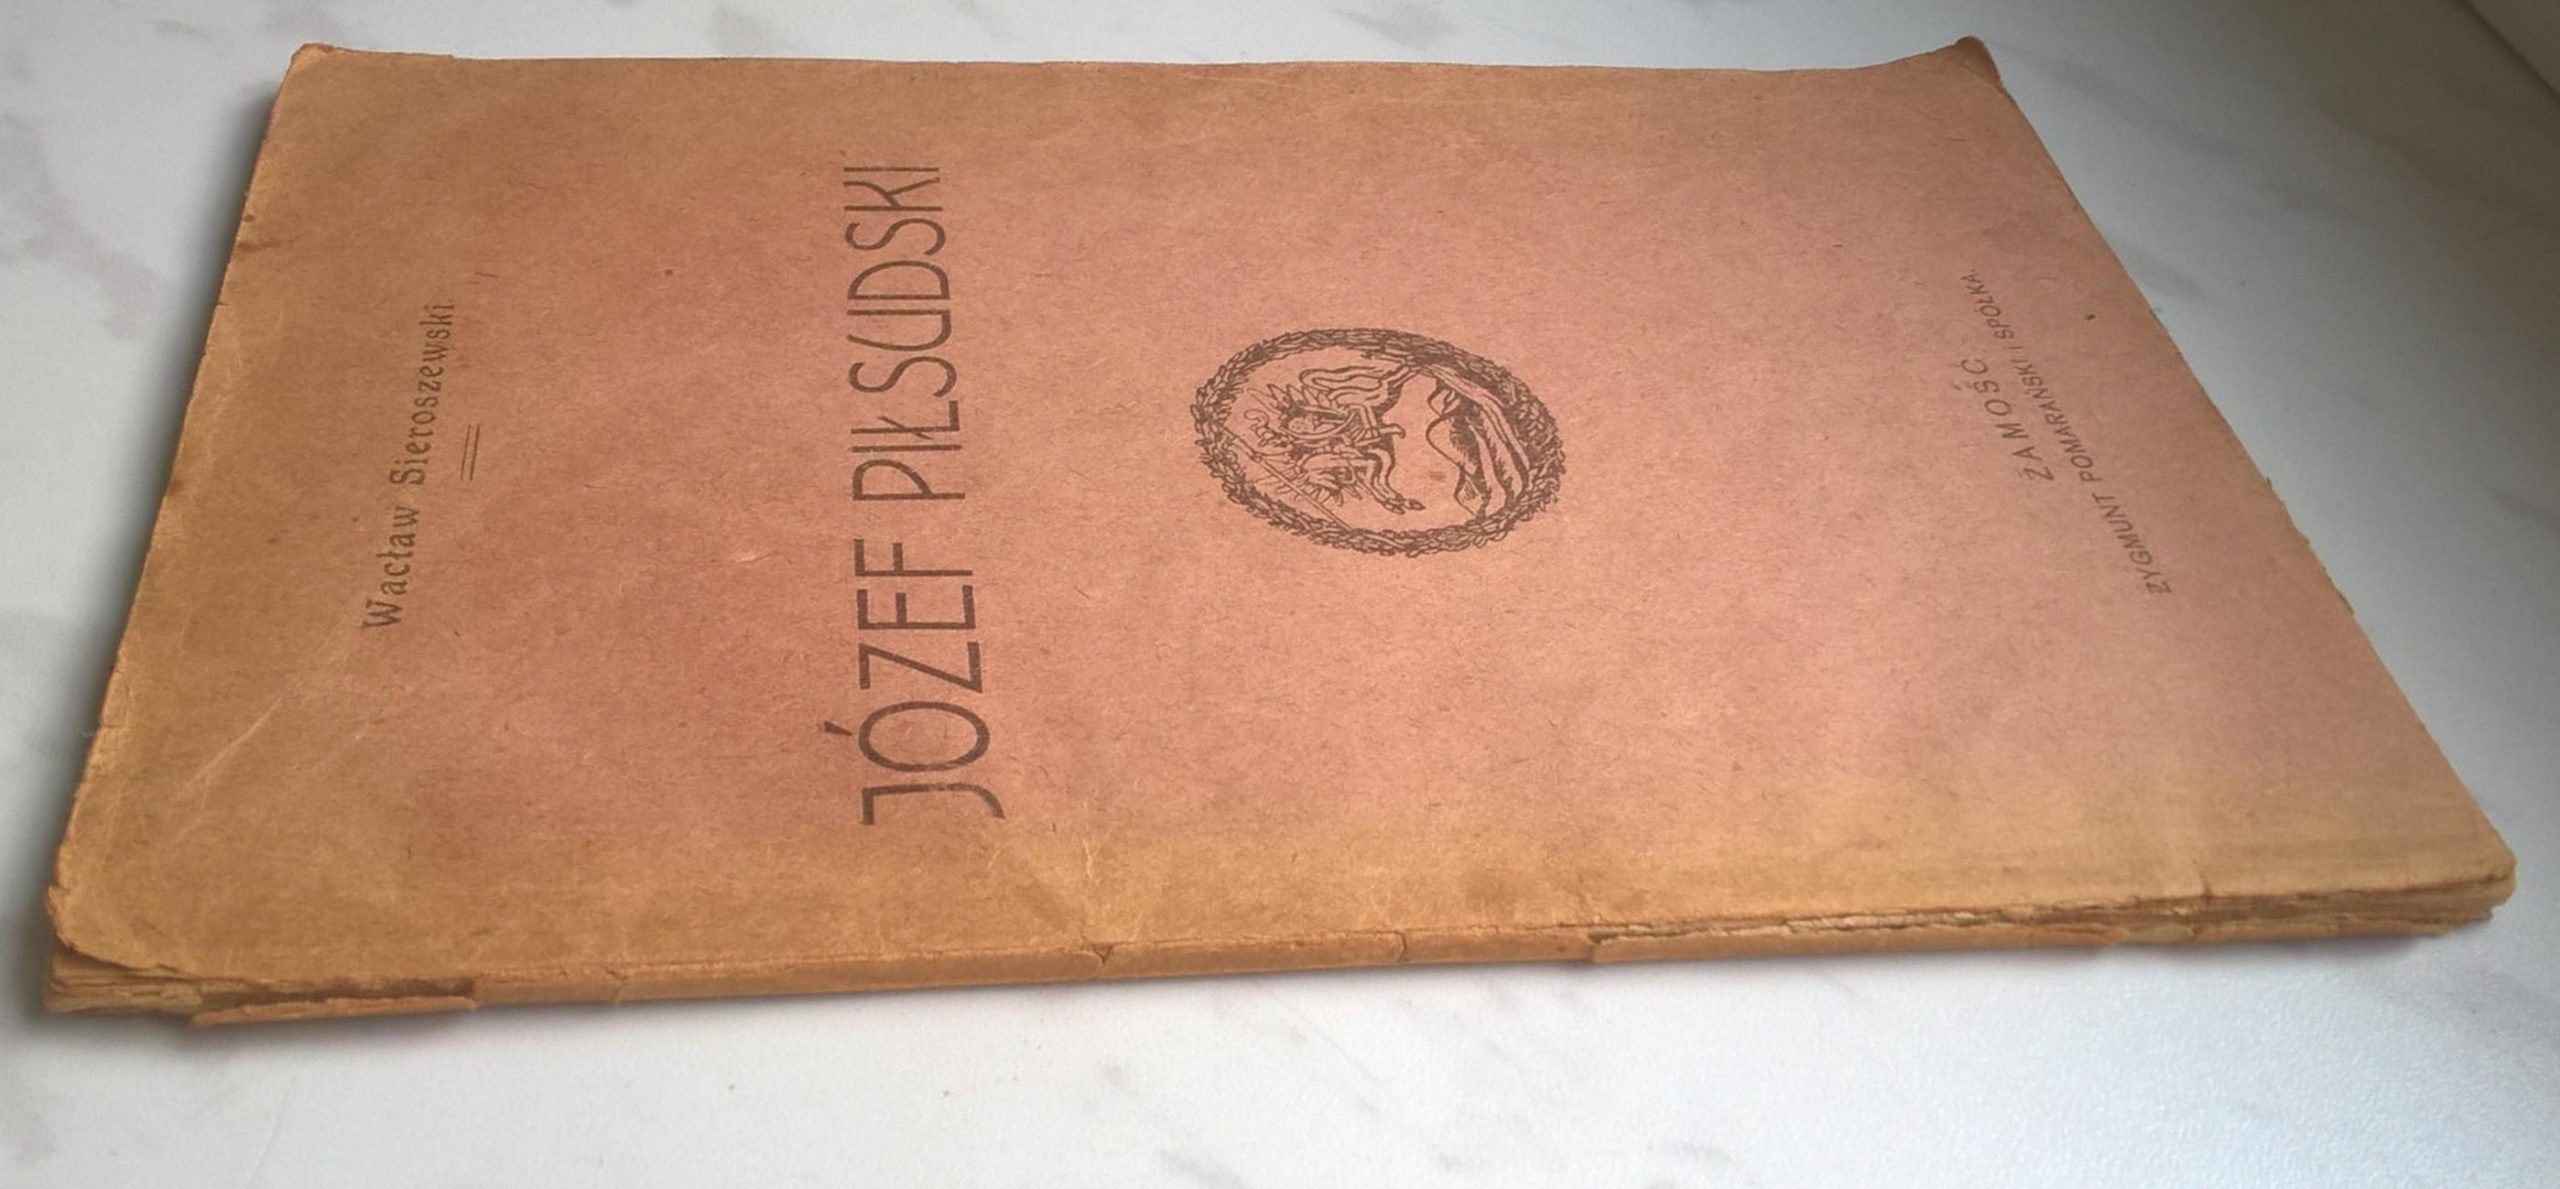 Wacław Sieroszewski.
JÓZEF PIŁSUDSKI
ZAMOŚĆ
ZYGMUNT POMARAŃSKI I SPÓŁKA